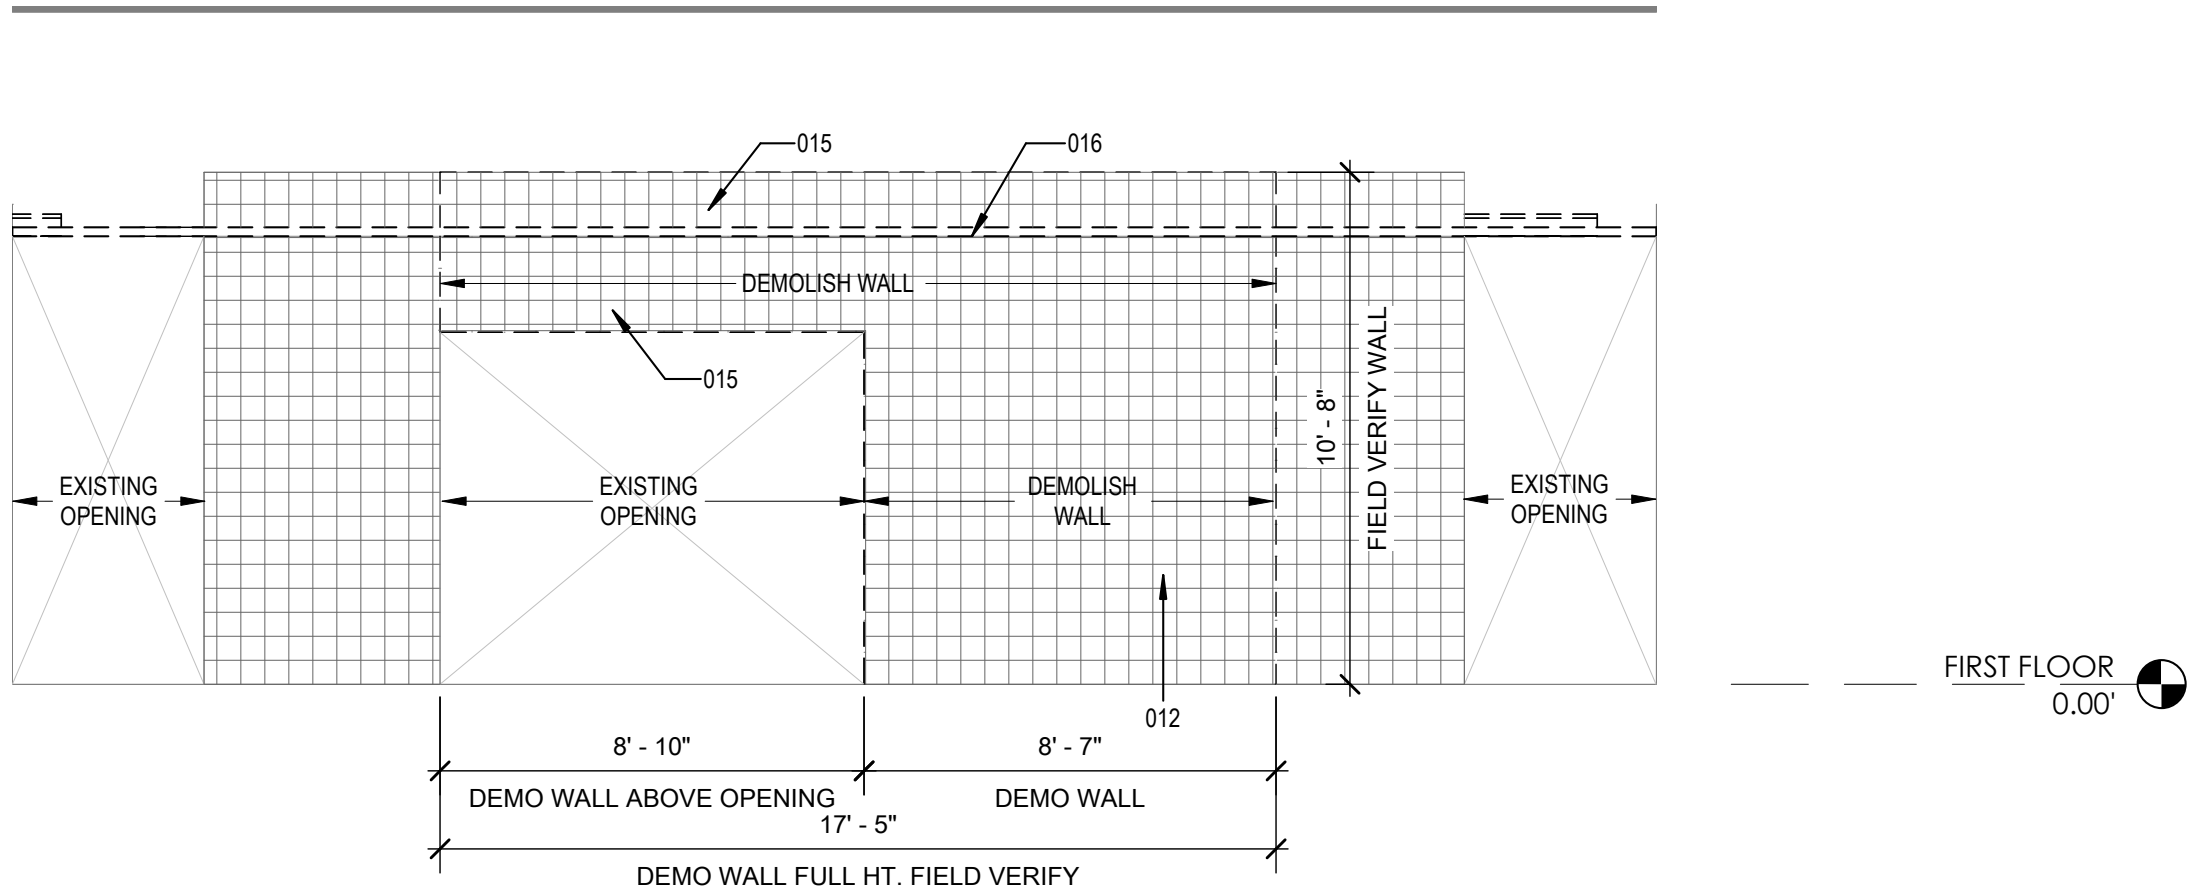 015
016
DEMOLISH WALL
015
10' - 8"
FIELD VERIFY WALL
EXISTING
OPENING
EXISTING
OPENING
DEMOLISH
WALL
EXISTING
OPENING
012
FIRST FLOOR
0.00'
8' - 10"
8' - 7"
DEMO WALL ABOVE OPENING
DEMO WALL
17' - 5"
DEMO WALL FULL HT. FIELD VERIFY